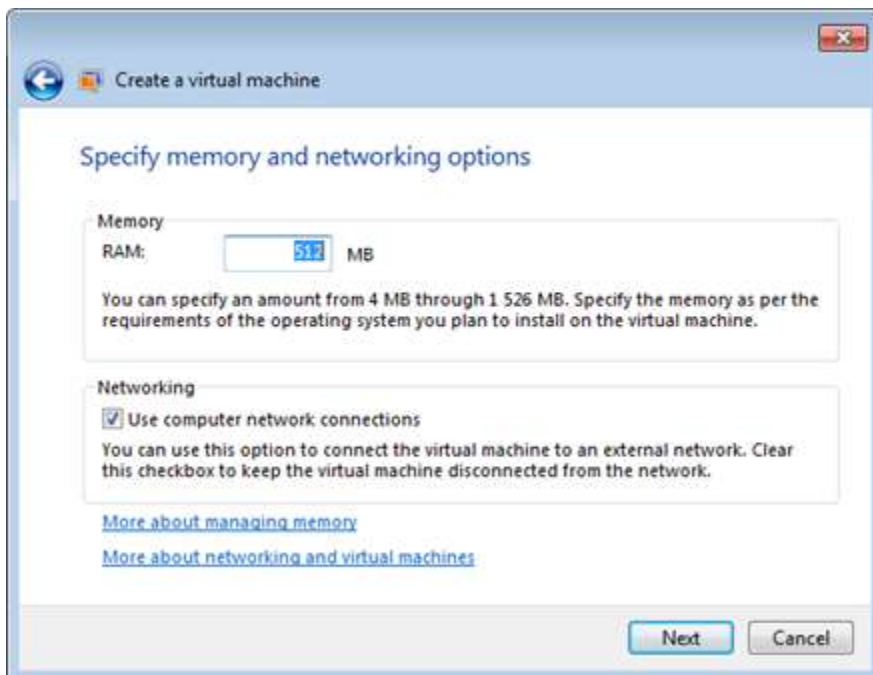 Create a virtual machine
Specify memory and networking options
Memory
RAM: 512 MB
You can specify an amount from 4 MB through 1 526 MB. Specify the memory as per the
requirements of the operating system you plan to install on the virtual machine.
Networking
Use computer network connections
You can use this option to connect the virtual machine to an external network. Clear
this checkbox to keep the virtual machine disconnected from the network.
More about managing memory
More about networking and virtual machines
Next Cancel